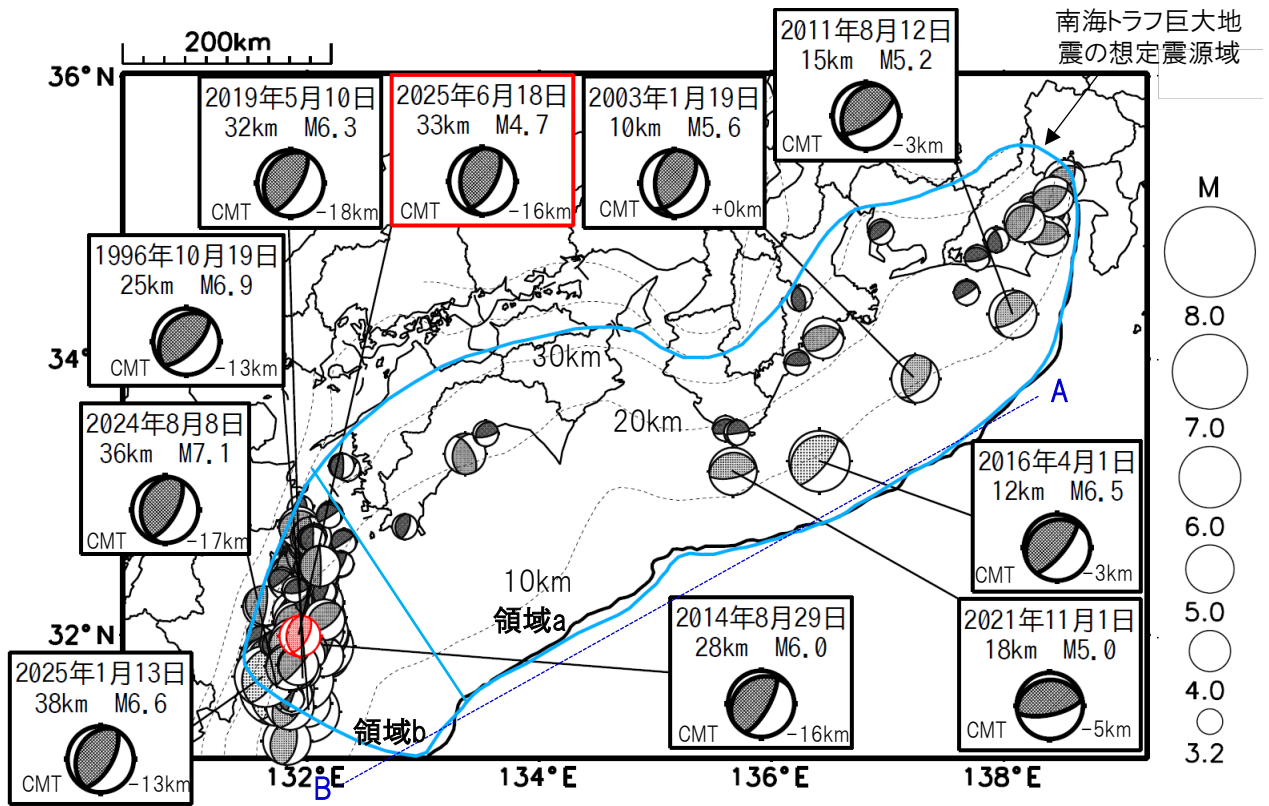 南海トラフ巨大地
震の想定震源域
200km
36°N
34°
32°N
132°E
134°E
136°E
138°E
2019年5月10日
32km M6.3
CMT
-18km
2025年6月18日
33km M4.7
CMT
-16km
2003年1月19日
10km M5.6
CMT
+0km
2011年8月12日
15km M5.2
CMT
-3km
1996年10月19日
25km M6.9
CMT
-13km
2024年8月8日
36km M7.1
CMT
-17km
2025年1月13日
38km M6.6
CMT
-13km
2014年8月29日
28km M6.0
CMT
-16km
2016年4月1日
12km M6.5
CMT
-3km
2021年11月1日
18km M5.0
CMT
-5km
30km
20km
10km
領域a
領域b
A
B
M
8.0
7.0
6.0
5.0
4.0
3.2